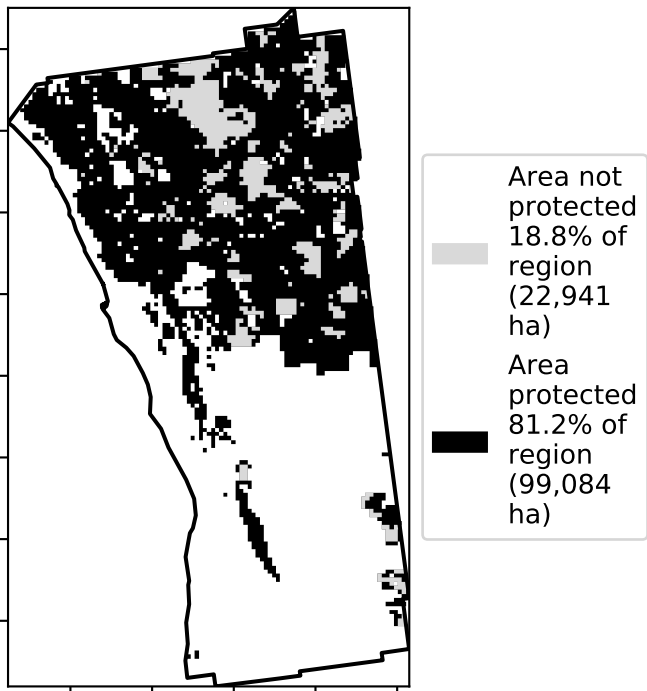 Area not
protected
18.8% of
region
(22,941
ha)
Area
protected
81.2% of
region
(99,084
ha)